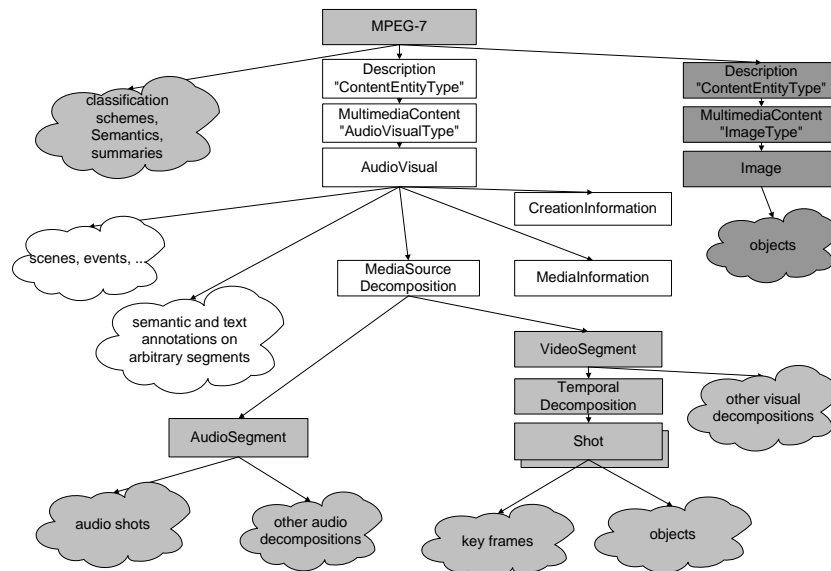 MPEG-7
Description
"ContentEntityType"
Description
"ContentEntityType"
classification
schemes,
Semantics,
summaries
MultimediaContent
"AudioVisualType"
MultimediaContent
"ImageType"
AudioVisual
Image
CreationInformation
objects
scenes, events, ...
MediaSource
Decomposition
MediaInformation
semantic and text
annotations on
arbitrary segments
VideoSegment
Temporal
Decomposition
other visual
decompositions
AudioSegment
Shot
audio shots
other audio
decompositions
key frames
objects